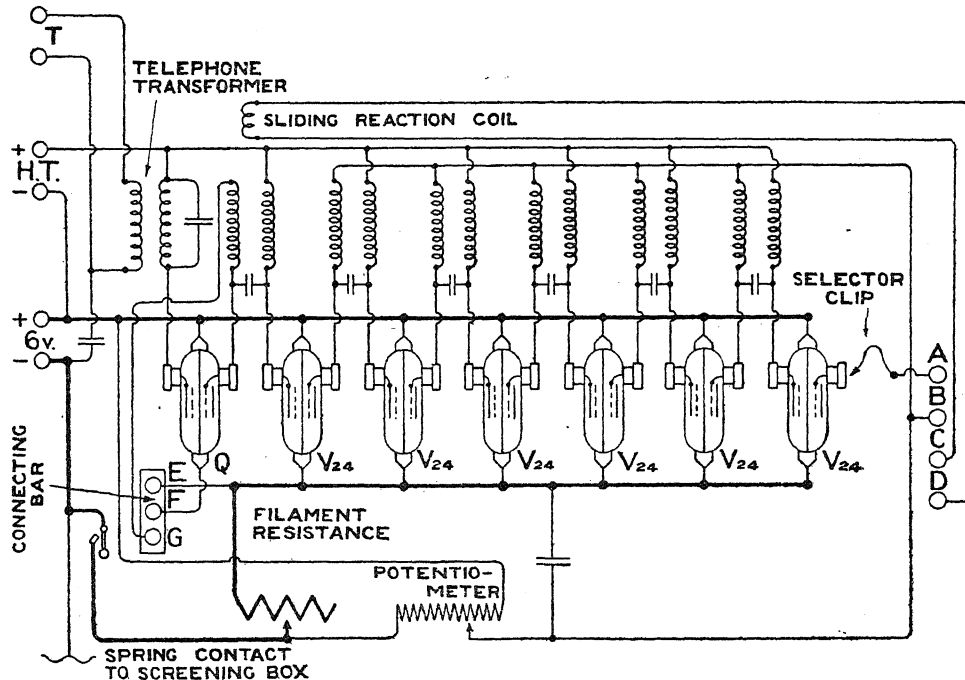 T
TELEPHONE
TRANSFORMER
SLIDING REACTION COIL
+
H.T.
-
SELECTOR
CLIP
+
6v.
-
A
B
C
D
Q
V24
V24
V24
V24
V24
V24
CONNECTING
BAR
E
F
G
FILAMENT
RESISTANCE
POTENTIO-
METER
SPRING CONTACT
TO SCREENING BOX